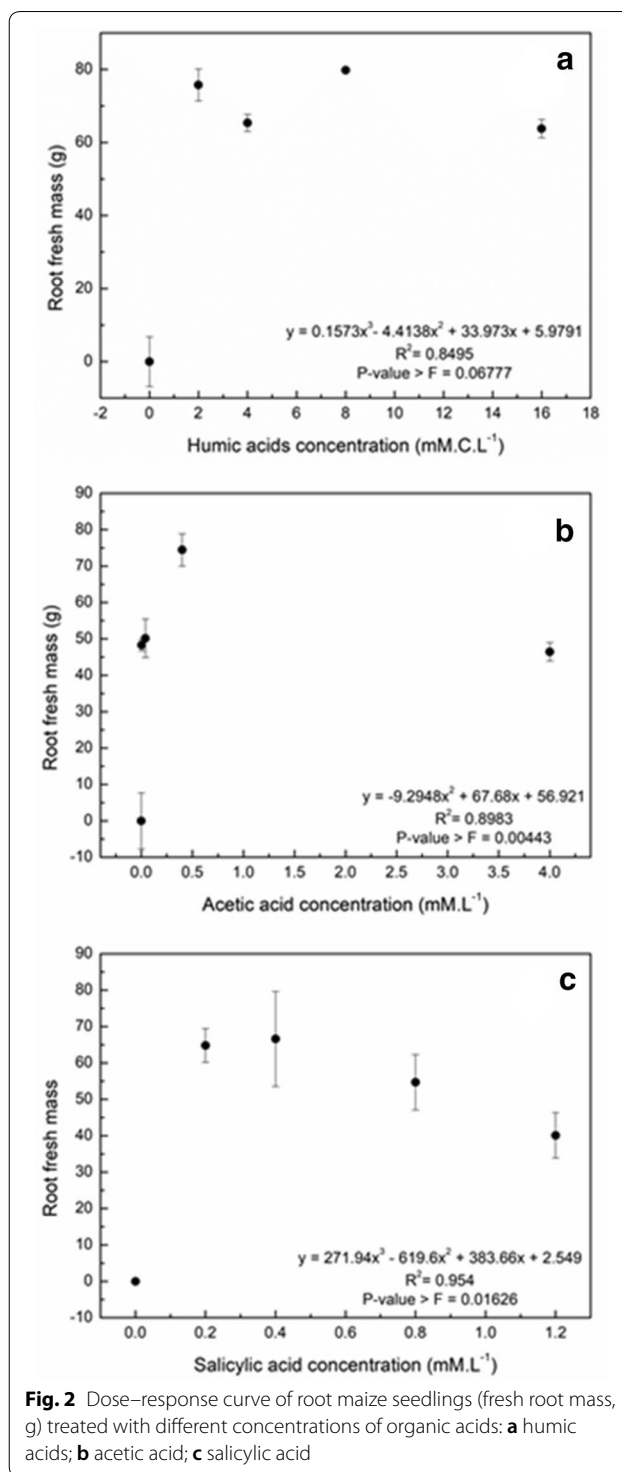 a
80
60
40
20
0
Root fresh mass (g)
y = 0.1573x³- 4.4138x² + 33.973x + 5.9791
R²= 0.8495
P-value > F = 0.06777
-2 0 2 4 6 8 10 12 14 16 18
Humic acids concentration (mM.C.L⁻¹)
b
90
80
70
60
50
40
30
20
10
0
-10
Root fresh mass (g)
y = -9.2948x² + 67.68x + 56.921
R²= 0.8983
P-value > F = 0.00443
0.0 0.5 1.0 1.5 2.0 2.5 3.0 3.5 4.0
Acetic acid concentration (mM.L⁻¹)
c
90
80
70
60
50
40
30
20
10
0
-10
Root fresh mass
y = 271.94x³ - 619.6x² + 383.66x + 2.549
R²= 0.954
P-value > F = 0.01626
0.0 0.2 0.4 0.6 0.8 1.0 1.2
Salicylic acid concentration (mM.L⁻¹)
Fig. 2 Dose–response curve of root maize seedlings (fresh root mass,
g) treated with different concentrations of organic acids: a humic
acids; b acetic acid; c salicylic acid